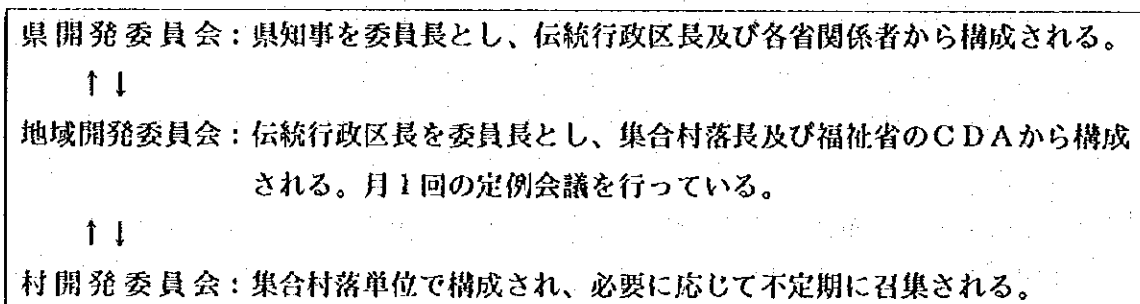 県開発委員会：県知事を委員長とし、伝統行政区長及び各省関係者から構成される。
↑↓
地域開発委員会：伝統行政区長を委員長とし、集合村落長及び福祉省のCDAから構成
される。月1回の定例会議を行っている。
↑↓
村開発委員会：集合村落単位で構成され、必要に応じて不定期に召集される。